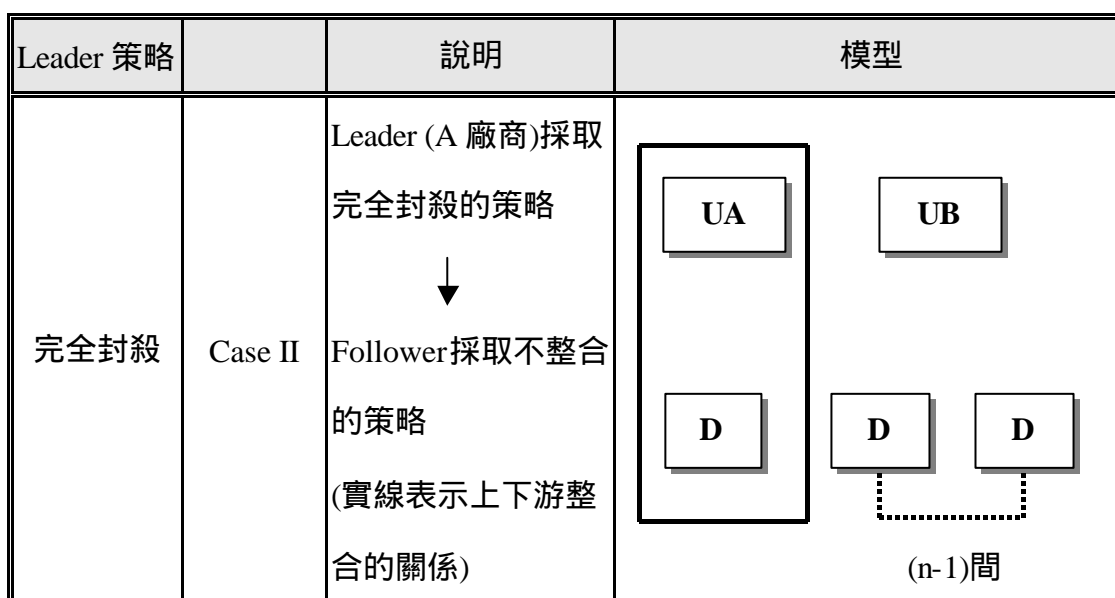 Leader 策略 說明 模型
完全封殺
Case II
Leader (A 廠商)採取
完全封殺的策略
Follower採取不整合
的策略
(實線表示上下游整
合的關係)
UA UB
D D D
(n-1)間